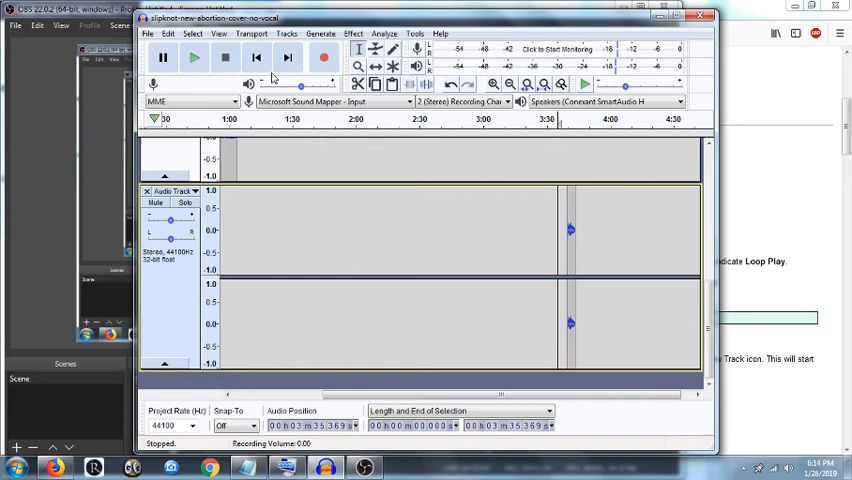 OBS 22.0.2 (64-bit, windows)
File Edit View Profile
slipknot-new-abortion-cover-no-vocal
File Edit Select View Transport Tracks Generate Effect Analyze Tools Help
L R -54 -48 -42 Click to Start Monitoring -18 -12 -6 0
L R -54 -48 -42 -36 -30 -24 -18 -12 -6 0
MME Microsoft Sound Mapper - Input 2 (Stereo) Recording Chan Speakers (Conexant SmartAudio H
30 1:00 1:30 2:00 2:30 3:00 3:30 4:00 4:30
-0.5
-1.0
Audio Track
Mute Solo
- +
L R
Stereo, 44100Hz
32-bit float
1.0
0.5
0.0
-0.5
-1.0
1.0
0.5
0.0
-0.5
-1.0
ndicate Loop Play.
w Track icon. This will start
Scenes
Scene
Project Rate (Hz) Snap-To Audio Position Length and End of Selection
44100 Off 00 h 03 m 35 , 369 s 00 h 00 m 00 , 000 s 00 h 03 m 35 , 369 s
Stopped. Recording Volume: 0.00
6:14 PM
1/26/2019